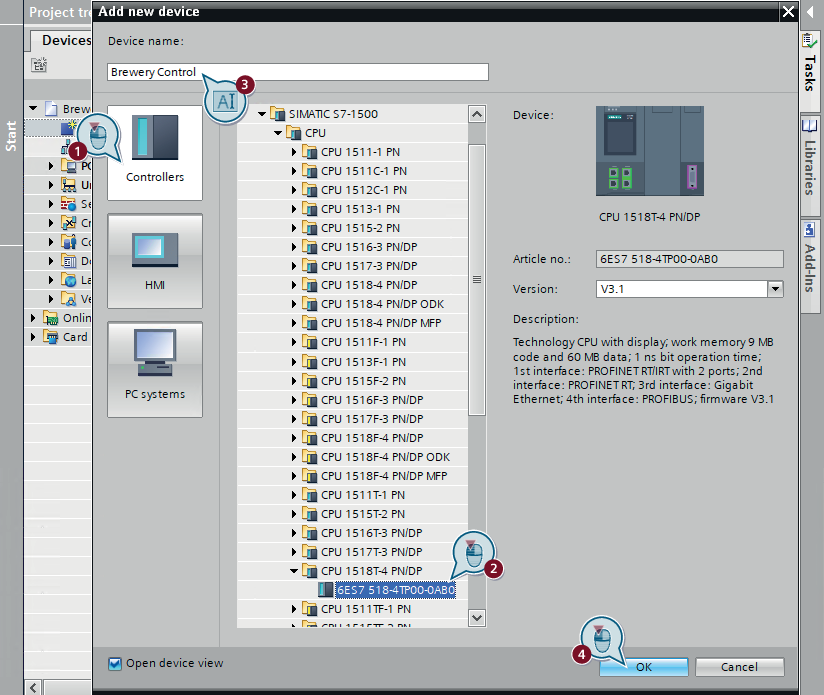 Project tre
Add new device
Devices
Device name:
Brewery Control
AI
3
Start
Brew
1
PC
Un
Se
Cr
Co
Do
La
Ve
Onlin
Card
Controllers
HMI
PC systems
SIMATIC S7-1500
CPU
CPU 1511-1 PN
CPU 1511C-1 PN
CPU 1512C-1 PN
CPU 1513-1 PN
CPU 1515-2 PN
CPU 1516-3 PN/DP
CPU 1517-3 PN/DP
CPU 1518-4 PN/DP
CPU 1518-4 PN/DP ODK
CPU 1518-4 PN/DP MFP
CPU 1511F-1 PN
CPU 1513F-1 PN
CPU 1515F-2 PN
CPU 1516F-3 PN/DP
CPU 1517F-3 PN/DP
CPU 1518F-4 PN/DP
CPU 1518F-4 PN/DP ODK
CPU 1518F-4 PN/DP MFP
CPU 1511T-1 PN
CPU 1515T-2 PN
CPU 1516T-3 PN/DP
CPU 1517T-3 PN/DP
CPU 1518T-4 PN/DP
6ES7 518-4TP00-0AB0
2
CPU 1511TF-1 PN
CPU 1515TF-2 PN
Device:
CPU 1518T-4 PN/DP
Article no.:
6ES7 518-4TP00-0AB0
Version:
V3.1
Description:
Technology CPU with display; work memory 9 MB
code and 60 MB data; 1 ns bit operation time;
1st interface: PROFINET RT/IRT with 2 ports; 2nd
interface: PROFINET RT; 3rd interface: Gigabit
Ethernet; 4th interface: PROFIBUS; firmware V3.1
Tasks
Libraries
Add-Ins
Open device view
4
OK
Cancel